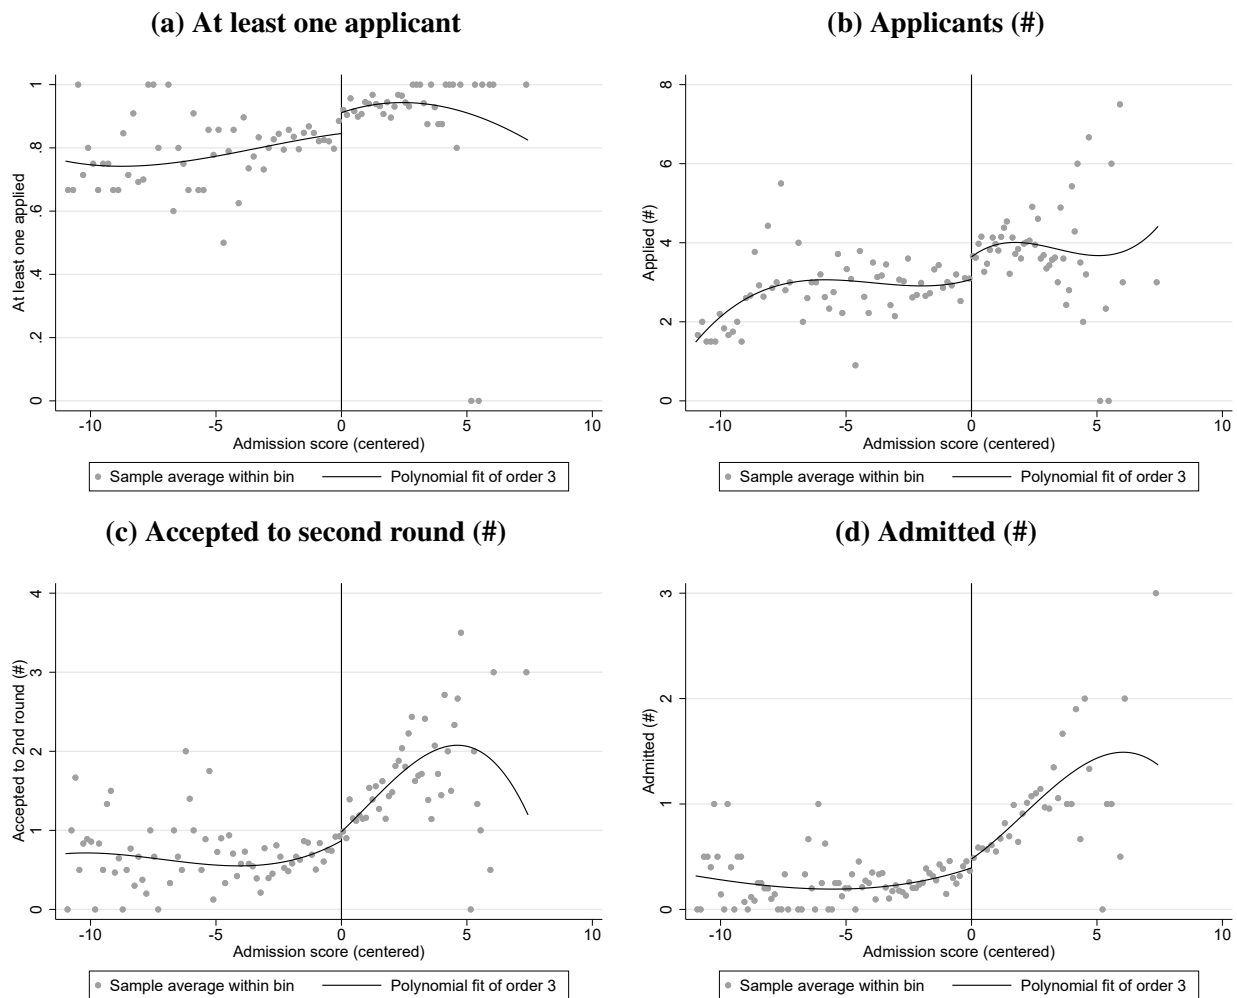 (a) At least one applicant
At least one applied
0
.2
.4
.6
.8
1
-10
-5
0
5
10
Admission score (centered)
Sample average within bin
Polynomial fit of order 3
(b) Applicants (#)
Applied (#)
0
2
4
6
8
-10
-5
0
5
10
Admission score (centered)
Sample average within bin
Polynomial fit of order 3
(c) Accepted to second round (#)
Accepted to 2nd round (#)
0
1
2
3
4
-10
-5
0
5
10
Admission score (centered)
Sample average within bin
Polynomial fit of order 3
(d) Admitted (#)
Admitted (#)
0
1
2
3
-10
-5
0
5
10
Admission score (centered)
Sample average within bin
Polynomial fit of order 3